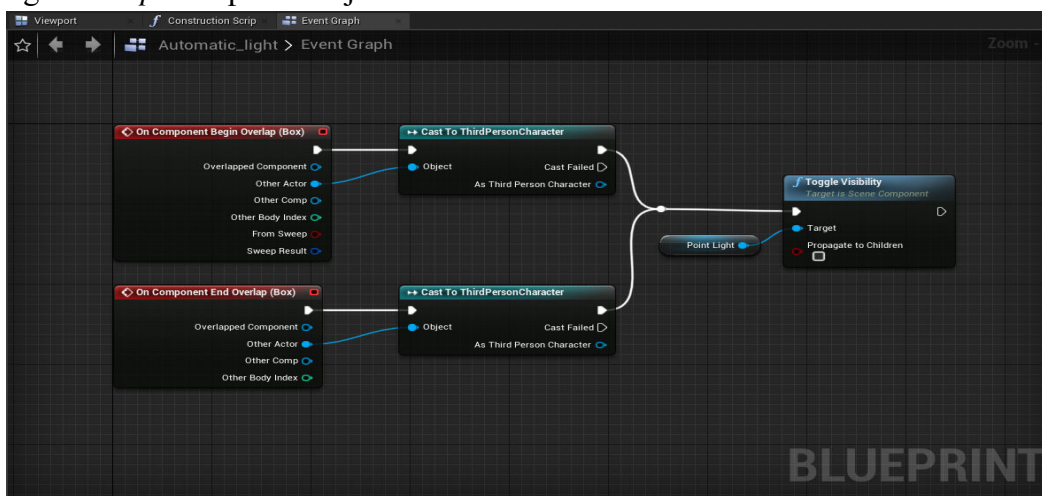 Viewport
Construction Scrip
Event Graph
Automatic_light > Event Graph
Zoom
On Component Begin Overlap (Box)
Overlapped Component
Other Actor
Other Comp
Other Body Index
From Sweep
Sweep Result
Cast To ThirdPersonCharacter
Object
Cast Failed
As Third Person Character
Toggle Visibility
Target is Scene Component
Target
Propagate to Children
Point Light
On Component End Overlap (Box)
Overlapped Component
Other Actor
Other Comp
Other Body Index
Cast To ThirdPersonCharacter
Object
Cast Failed
As Third Person Character
BLUEPRINT